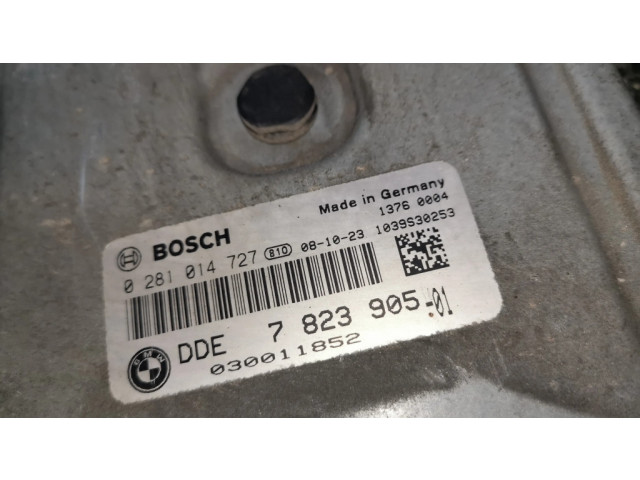 Made in Germany
1376 0004
BOSCH
0 281 014 727 810 08-10-23 1039S30253
BMW DDE 7 823 905-01
030011852